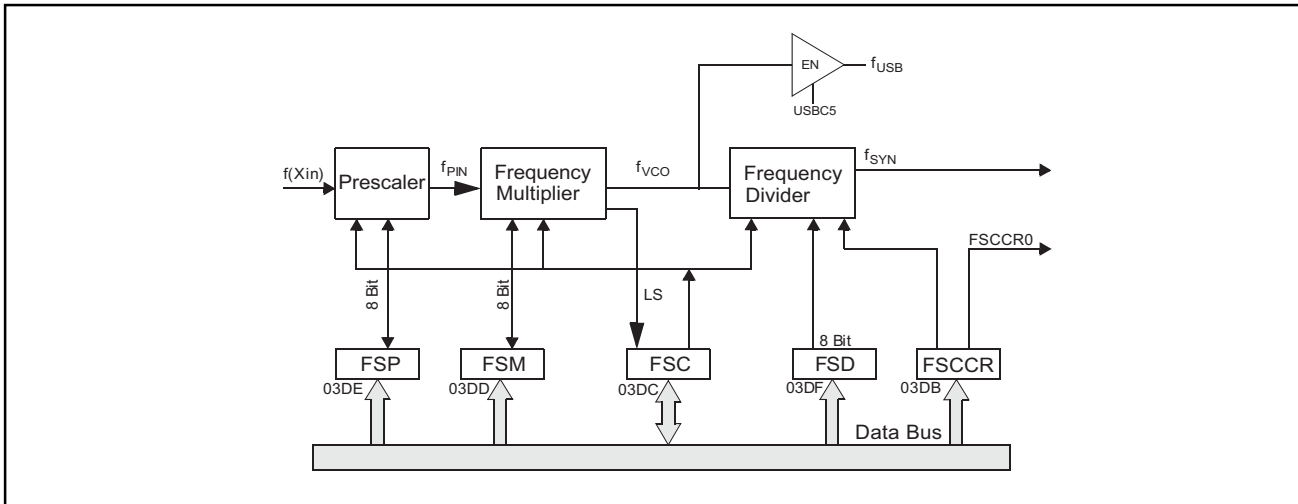 EN
fUSB
USBC5
f(Xin)
Prescaler
fPIN
Frequency
Multiplier
fVCO
Frequency
Divider
fSYN
FSCCR0
8 Bit
8 Bit
LS
8 Bit
FSP
FSM
FSC
FSD
FSCCR
03DE
03DD
03DC
03DF
03DB
Data Bus